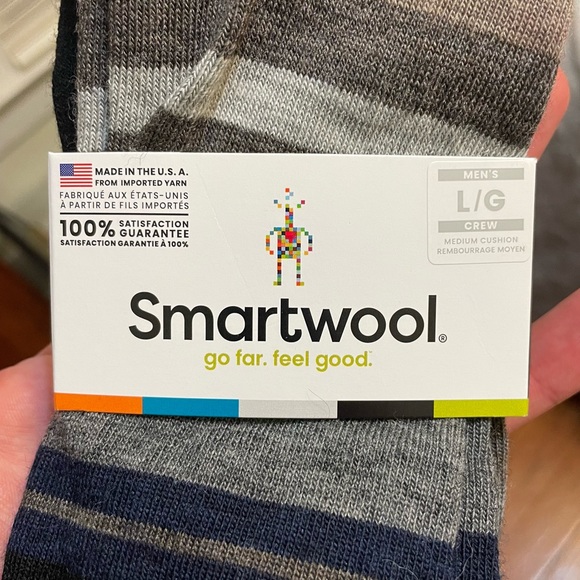 MADE IN THE U.S.A.
FROM IMPORTED YARN
FABRIQUÉ AUX ÉTATS-UNIS
À PARTIR DE FILS IMPORTÉS
100% SATISFACTION
GUARANTEE
SATISFACTION GARANTIE À 100%
MEN'S
L/G
CREW
MEDIUM CUSHION
REMBOURRAGE MOYEN
Smartwool®
go far. feel good.™